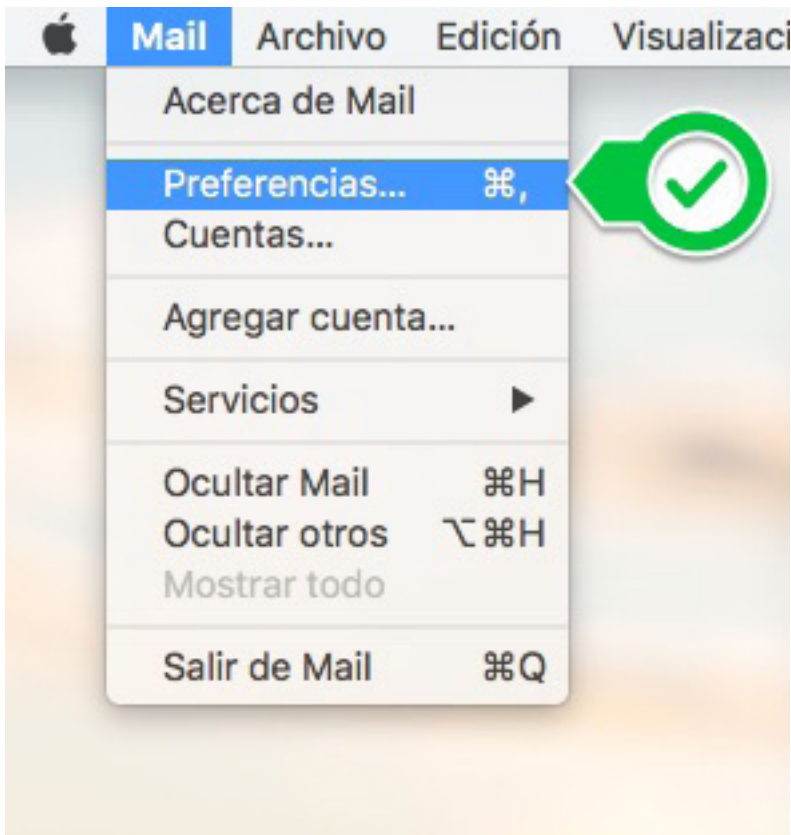 Mail Archivo Edición Visualizaci
Acerca de Mail
Preferencias... ⌘,
Cuentas...
Agregar cuenta...
Servicios ▶
Ocultar Mail ⌘H
Ocultar otros ⌥⌘H
Mostrar todo
Salir de Mail ⌘Q